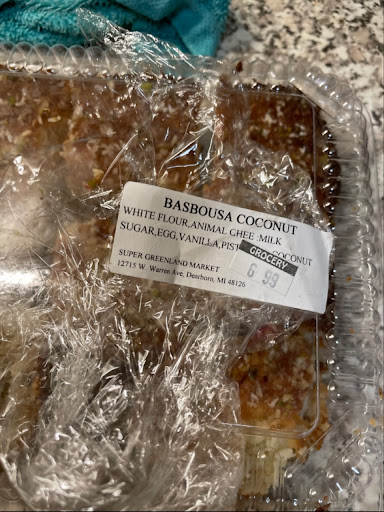 BASBOUSA COCONUT
WHITE FLOUR,ANIMAL GHEE :MILK
SUGAR,EGG,VANILLA,PIST COCONUT
GROCERY
6 99
SUPER GREENLAND MARKET
12715 W. Warren Ave, Dearborn, MI 48126